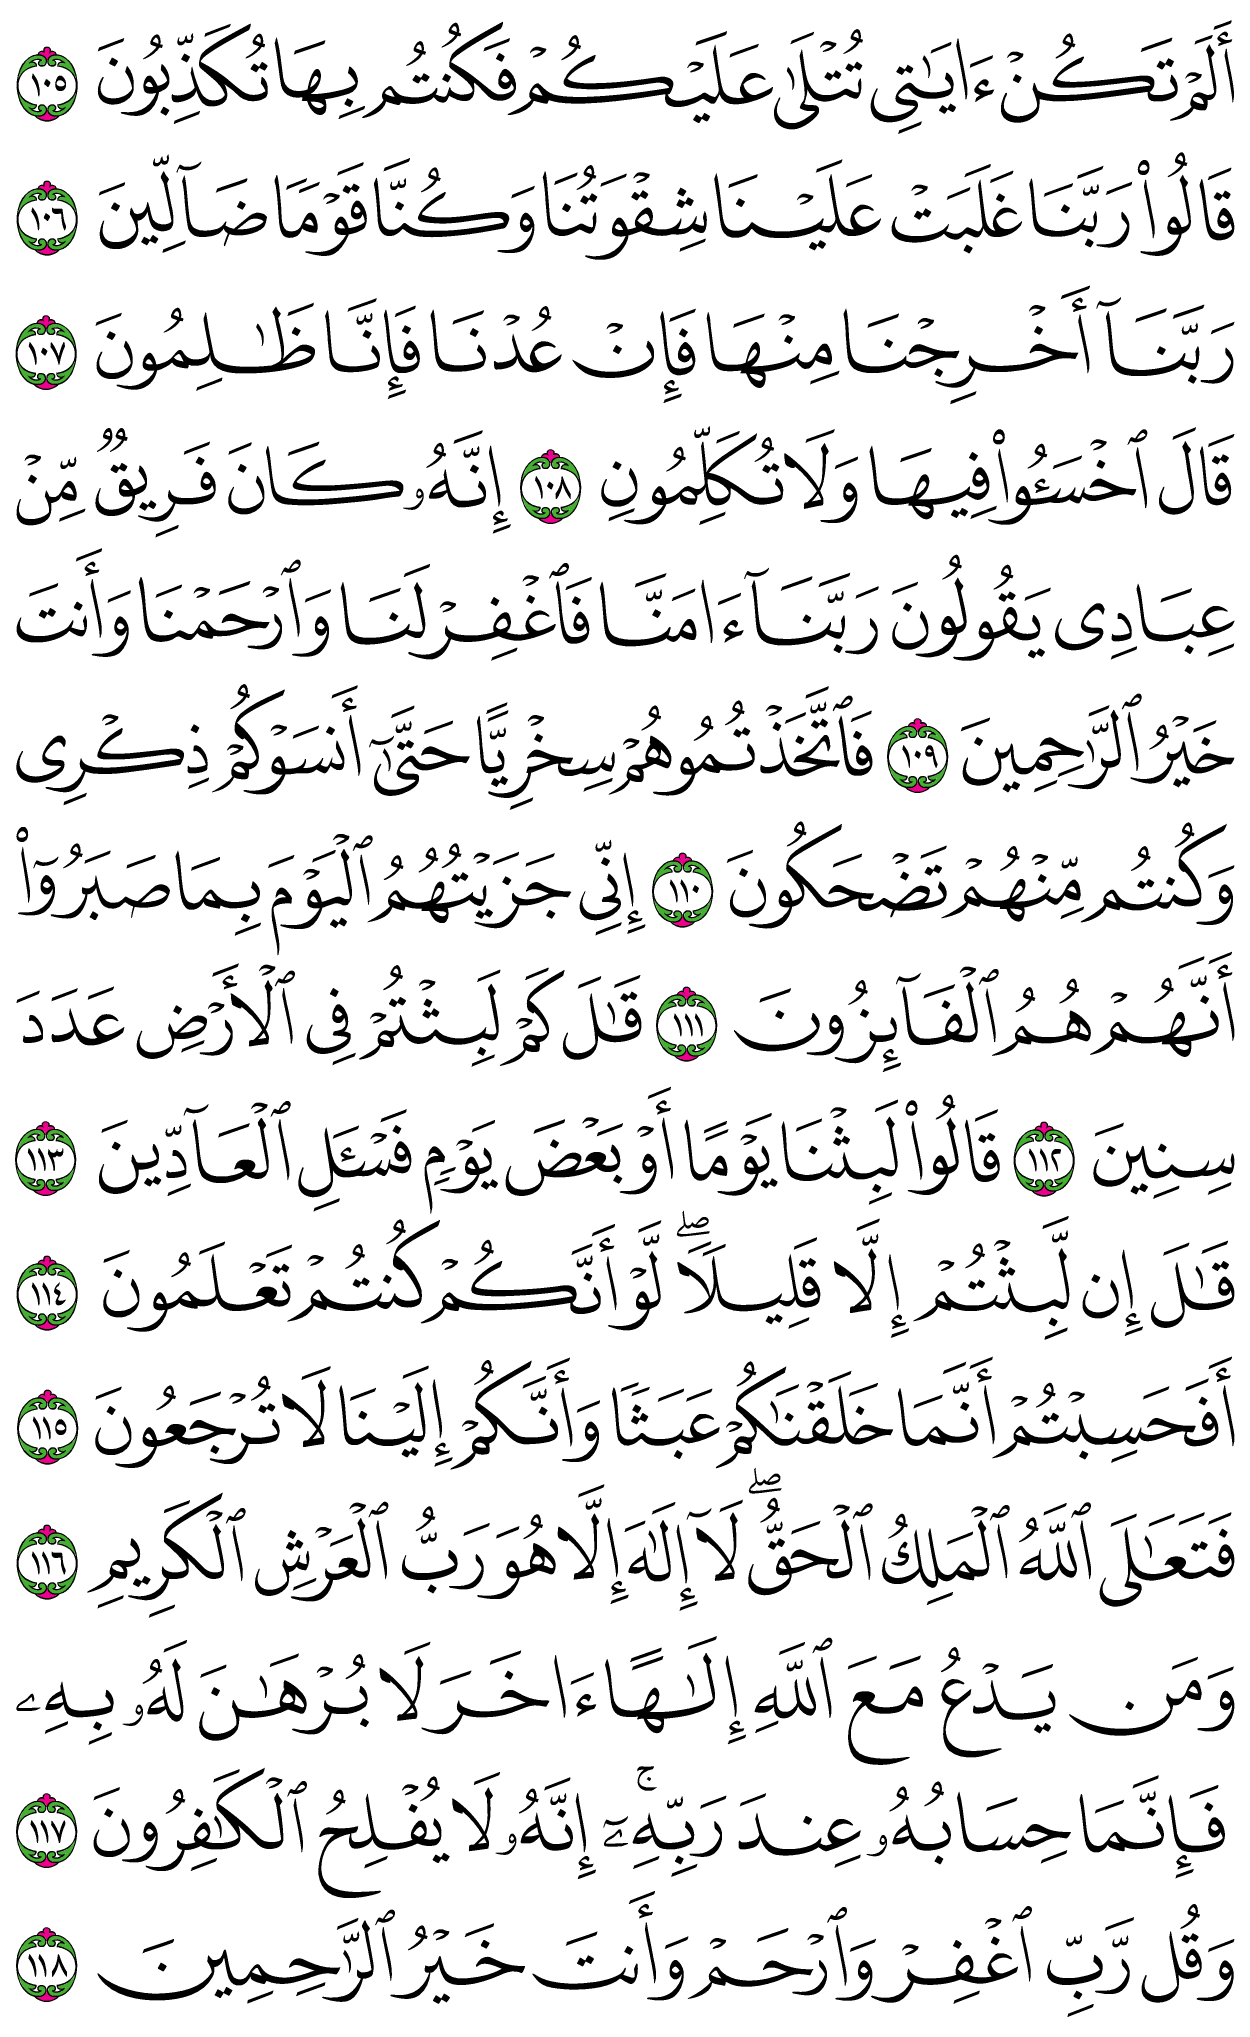 أَلَمۡ تَكُنۡ ءَايَٰتِي تُتۡلَىٰ عَلَيۡكُمۡ فَكُنتُم بِهَا تُكَذِّبُونَ ١٠٥
قَالُواْ رَبَّنَا غَلَبَتۡ عَلَيۡنَا شِقۡوَتُنَا وَكُنَّا قَوۡمٗا ضَآلِّينَ ١٠٦
رَبَّنَآ أَخۡرِجۡنَا مِنۡهَا فَإِنۡ عُدۡنَا فَإِنَّا ظَٰلِمُونَ ١٠٧
قَالَ ٱخۡسَـُٔواْ فِيهَا وَلَا تُكَلِّمُونِ ١٠٨ إِنَّهُۥ كَانَ فَرِيقٞ مِّنۡ
عِبَادِي يَقُولُونَ رَبَّنَآ ءَامَنَّا فَٱغۡفِرۡ لَنَا وَٱرۡحَمۡنَا وَأَنتَ
خَيۡرُ ٱلرَّٰحِمِينَ ١٠٩ فَٱتَّخَذۡتُمُوهُمۡ سِخۡرِيًّا حَتَّىٰٓ أَنسَوۡكُمۡ ذِكۡرِي
وَكُنتُم مِّنۡهُمۡ تَضۡحَكُونَ ١١٠ إِنِّي جَزَيۡتُهُمُ ٱلۡيَوۡمَ بِمَا صَبَرُوٓاْ
أَنَّهُمۡ هُمُ ٱلۡفَآئِزُونَ ١١١ قَٰلَ كَمۡ لَبِثۡتُمۡ فِي ٱلۡأَرۡضِ عَدَدَ
سِنِينَ ١١٢ قَالُواْ لَبِثۡنَا يَوۡمًا أَوۡ بَعۡضَ يَوۡمٖ فَسۡـَٔلِ ٱلۡعَآدِّينَ ١١٣
قَٰلَ إِن لَّبِثۡتُمۡ إِلَّا قَلِيلٗاۖ لَّوۡ أَنَّكُمۡ كُنتُمۡ تَعۡلَمُونَ ١١٤
أَفَحَسِبۡتُمۡ أَنَّمَا خَلَقۡنَٰكُمۡ عَبَثٗا وَأَنَّكُمۡ إِلَيۡنَا لَا تُرۡجَعُونَ ١١٥
فَتَعَٰلَى ٱللَّهُ ٱلۡمَلِكُ ٱلۡحَقُّۖ لَآ إِلَٰهَ إِلَّا هُوَ رَبُّ ٱلۡعَرۡشِ ٱلۡكَرِيمِ ١١٦
وَمَن يَدۡعُ مَعَ ٱللَّهِ إِلَٰهًا ءَاخَرَ لَا بُرۡهَٰنَ لَهُۥ بِهِۦ
فَإِنَّمَا حِسَابُهُۥ عِندَ رَبِّهِۦٓۚ إِنَّهُۥ لَا يُفۡلِحُ ٱلۡكَٰفِرُونَ ١١٧
وَقُل رَّبِّ ٱغۡفِرۡ وَٱرۡحَمۡ وَأَنتَ خَيۡرُ ٱلرَّٰحِمِينَ ١١٨